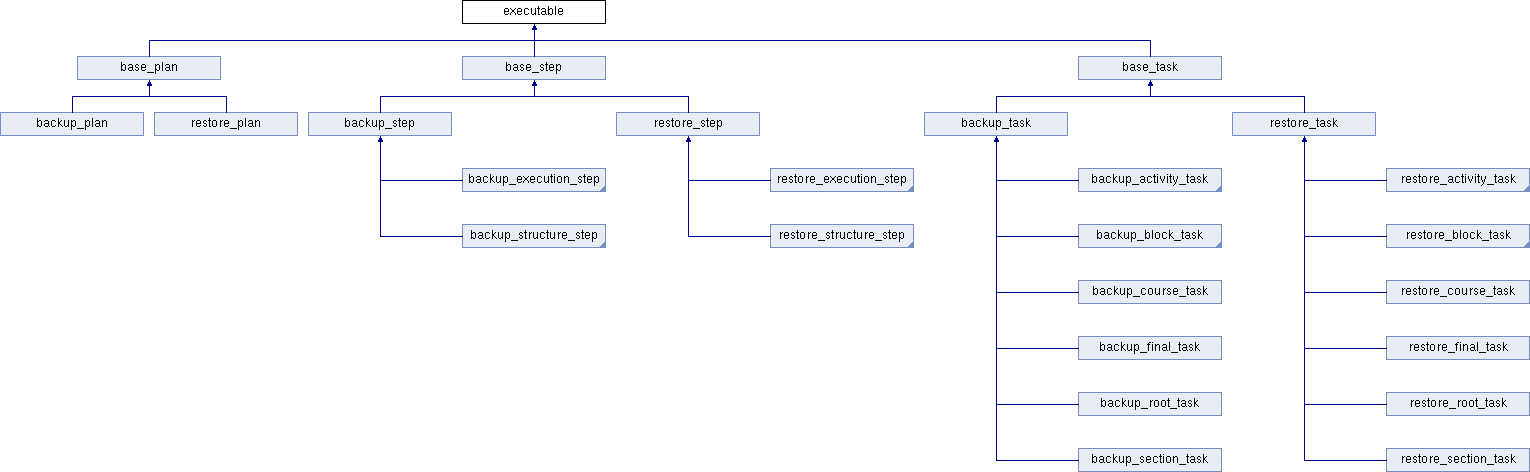 executable
base_plan
base_step
base_task
backup_plan
restore_plan
backup_step
restore_step
backup_task
restore_task
backup_execution_step
restore_execution_step
backup_activity_task
restore_activity_task
backup_structure_step
restore_structure_step
backup_block_task
restore_block_task
backup_course_task
restore_course_task
backup_final_task
restore_final_task
backup_root_task
restore_root_task
backup_section_task
restore_section_task